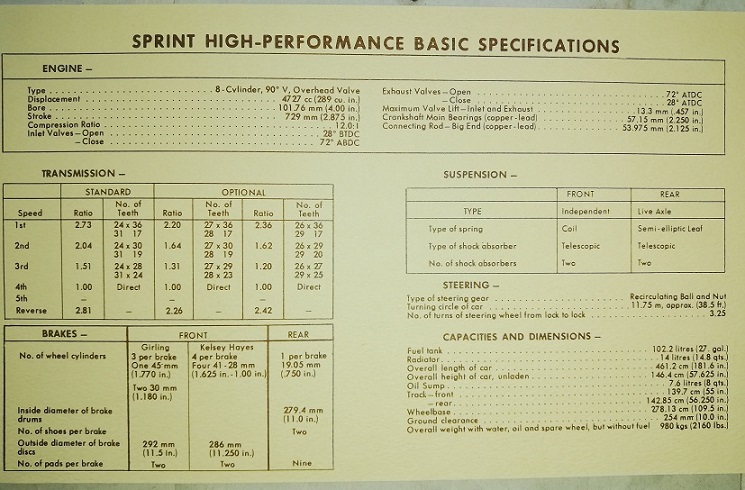 SPRINT HIGH-PERFORMANCE BASIC SPECIFICATIONS
ENGINE —
Type . . . 8-Cylinder, 90° V, Overhead Valve
Displacement . . . 4727 cc (289 cu. in.)
Bore . . . 101.76 mm (4.00 in.)
Stroke . . . 729 mm (2.875 in.)
Compression Ratio . . . 12.0:1
Inlet Valves—Open . . . 28° BTDC
—Close . . . 72° ABDC
Exhaust Valves—Open . . . 72° ATDC
—Close . . . 28° ATDC
Maximum Valve Lift—Inlet and Exhaust . . . 13.3 mm (.457 in.)
Crankshaft Main Bearings (copper-lead) . . . 57.15 mm (2.250 in.)
Connecting Rod—Big End (copper-lead) . . . 53.975 mm (2.125 in.)
TRANSMISSION —
STANDARD OPTIONAL
Speed Ratio No. of Teeth Ratio No. of Teeth Ratio No. of Teeth
1st 2.73 24 x 36 2.20 27 x 36 2.36 26 x 36
31 17 28 17 29 17
2nd 2.04 24 x 30 1.64 27 x 30 1.62 26 x 29
31 19 28 19 29 20
3rd 1.51 24 x 28 1.31 27 x 29 1.20 26 x 27
31 x 24 28 x 23 29 x 25
4th 1.00 Direct 1.00 Direct 1.00 Direct
5th — — —
Reverse 2.81 — 2.26 — 2.42 —
BRAKES — FRONT REAR
Girling Kelsey Hayes
No. of wheel cylinders 3 per brake 4 per brake 1 per brake
One 45 mm Four 41-28 mm 19.05 mm
(1.770 in.) (1.625 in.-1.00 in.) (.750 in.)
Two 30 mm
(1.180 in.)
Inside diameter of brake drums 279.4 mm
(11.0 in.)
No. of shoes per brake Two
Outside diameter of brake discs 292 mm 286 mm
(11.5 in.) (11.250 in.)
No. of pads per brake Two Two Nine
SUSPENSION —
FRONT REAR
TYPE Independent Live Axle
Type of spring Coil Semi-elliptic Leaf
Type of shock absorber Telescopic Telescopic
No. of shock absorbers Two Two
STEERING —
Type of steering gear . . . Recirculating Ball and Nut
Turning circle of car . . . 11.75 m, approx. (38.5 ft.)
No. of turns of steering wheel from lock to lock . . . 3.25
CAPACITIES AND DIMENSIONS —
Fuel tank . . . 102.2 litres (27. gal.)
Radiator . . . 14 litres (14.8 qts.)
Overall length of car . . . 461.2 cm (181.6 in.)
Overall height of car, unladen . . . 146.4 cm (57.625 in.)
Oil Sump . . . 7.6 litres (8 qts.)
Track—front . . . 139.7 cm (55 in.)
—rear . . . 142.85 cm (56.250 in.)
Wheelbase . . . 278.13 cm (109.5 in.)
Ground clearance . . . 254 mm (10.0 in.)
Overall weight with water, oil and spare wheel, but without fuel 980 kgs (2160 lbs.)